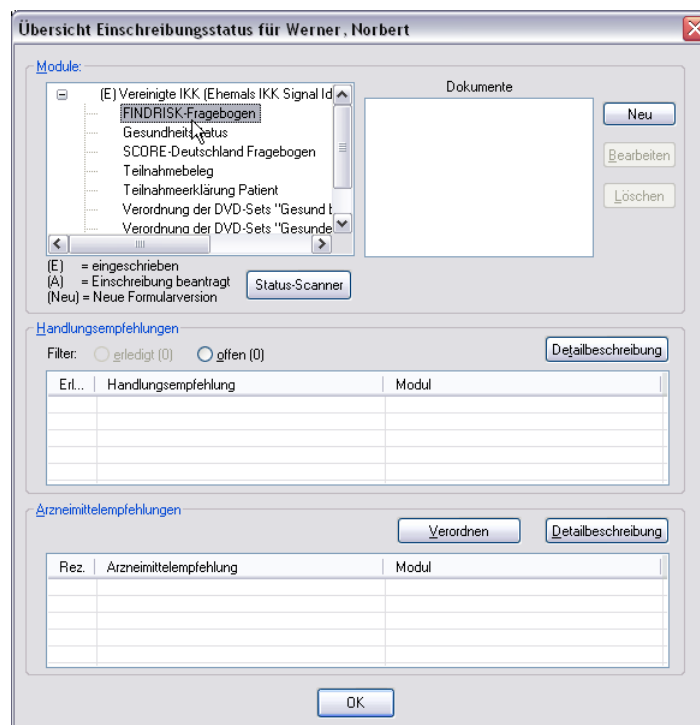 Übersicht Einschreibungsstatus für Werner, Norbert
Module:
(E) Vereinigte IKK (Ehemals IKK Signal Id
FINDRISK-Fragebogen
Gesundheitsstatus
SCORE-Deutschland Fragebogen
Teilnahmebeleg
Teilnahmeerklärung Patient
Verordnung der DVD-Sets "Gesund b
Verordnung der DVD-Sets "Gesunde
Dokumente
Neu
Bearbeiten
Löschen
(E) = eingeschrieben
(A) = Einschreibung beantragt
(Neu) = Neue Formularversion
Status-Scanner
Handlungsempfehlungen
Filter: erledigt (0) offen (0)
Detailbeschreibung
Erl... Handlungsempfehlung Modul
Arzneimittelempfehlungen
Verordnen Detailbeschreibung
Rez. Arzneimittelempfehlung Modul
OK